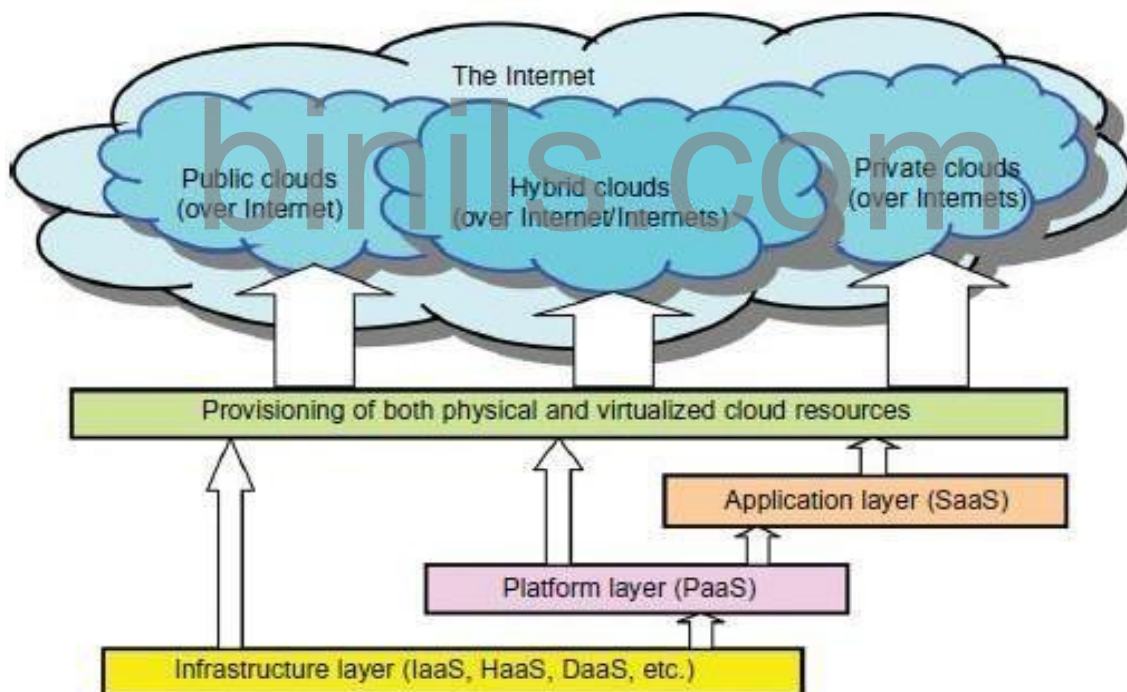 The Internet
binils.com
Public clouds
(over Internet)
Hybrid clouds
(over Internet/Internets)
Private clouds
(over Internets)
Provisioning of both physical and virtualized cloud resources
Application layer (SaaS)
Platform layer (PaaS)
Infrastructure layer (IaaS, HaaS, DaaS, etc.)